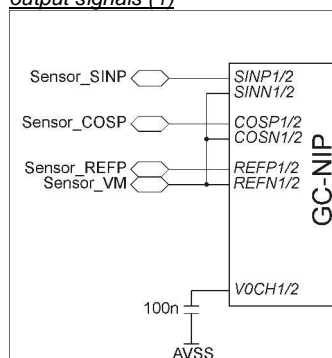 output signals (1)
Sensor_SINP SINP1/2
SINN1/2
Sensor_COSP COSP1/2
COSN1/2
Sensor_REFP REFP1/2
Sensor_VM REFN1/2
GC-NIP
V0CH1/2
100n
AVSS